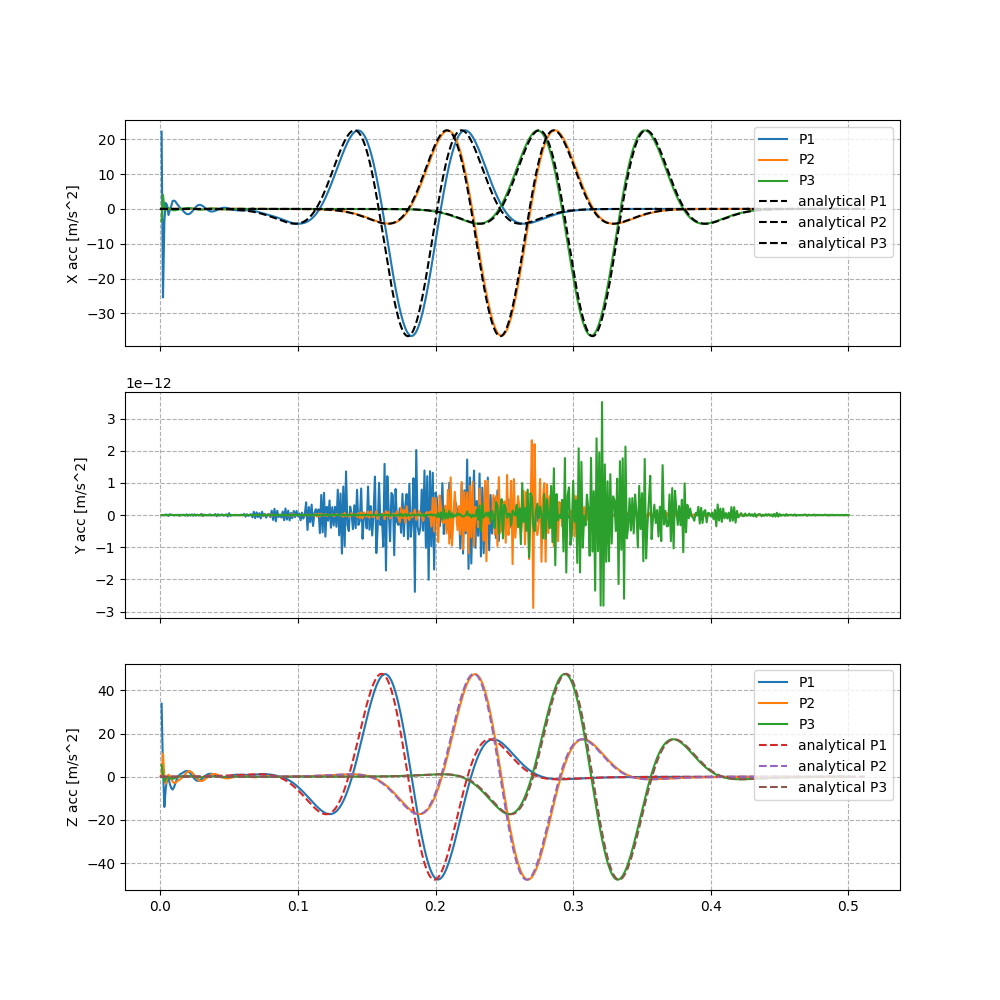 20
10
0
−10
−20
−30
X acc [m/s^2]
P1
P2
P3
analytical P1
analytical P2
analytical P3
1e−12
3
2
1
0
−1
−2
−3
Y acc [m/s^2]
40
20
0
−20
−40
Z acc [m/s^2]
P1
P2
P3
analytical P1
analytical P2
analytical P3
0.0 0.1 0.2 0.3 0.4 0.5